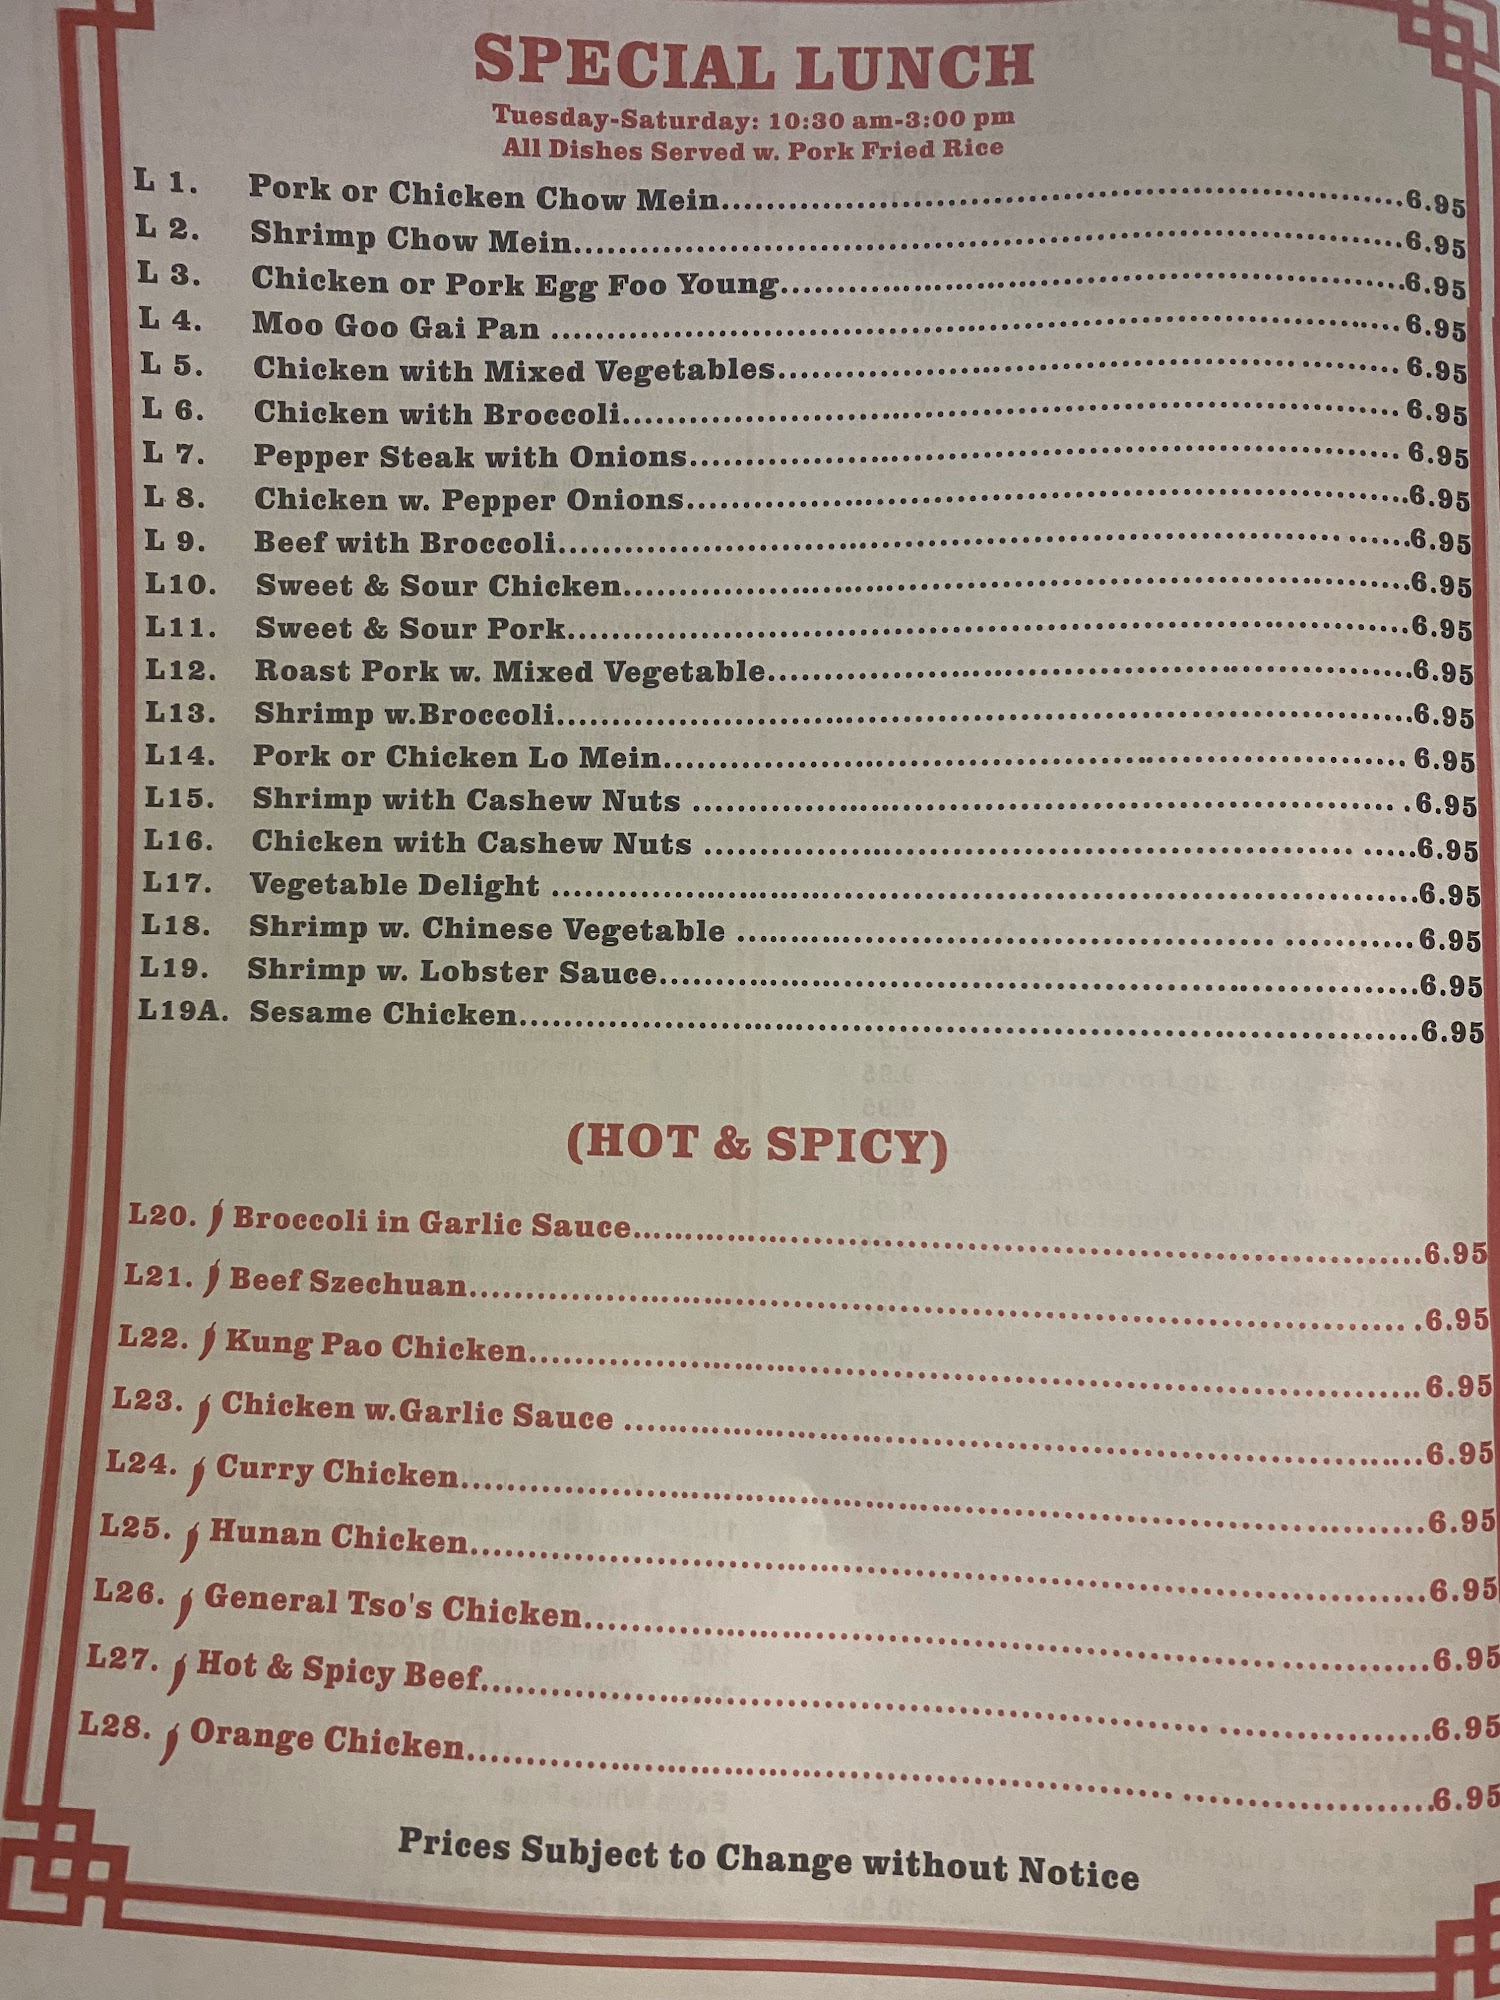 SPECIAL LUNCH
Tuesday-Saturday: 10:30 am-3:00 pm
All Dishes Served w. Pork Fried Rice
L 1. Pork or Chicken Chow Mein 6.95
L 2. Shrimp Chow Mein 6.95
L 3. Chicken or Pork Egg Foo Young 6.95
L 4. Moo Goo Gai Pan 6.95
L 5. Chicken with Mixed Vegetables 6.95
L 6. Chicken with Broccoli 6.95
L 7. Pepper Steak with Onions 6.95
L 8. Chicken w. Pepper Onions 6.95
L 9. Beef with Broccoli 6.95
L10. Sweet & Sour Chicken 6.95
L11. Sweet & Sour Pork 6.95
L12. Roast Pork w. Mixed Vegetable 6.95
L13. Shrimp w.Broccoli 6.95
L14. Pork or Chicken Lo Mein 6.95
L15. Shrimp with Cashew Nuts 6.95
L16. Chicken with Cashew Nuts 6.95
L17. Vegetable Delight 6.95
L18. Shrimp w. Chinese Vegetable 6.95
L19. Shrimp w. Lobster Sauce 6.95
L19A. Sesame Chicken 6.95
(HOT & SPICY)
L20. Broccoli in Garlic Sauce 6.95
L21. Beef Szechuan 6.95
L22. Kung Pao Chicken 6.95
L23. Chicken w.Garlic Sauce 6.95
L24. Curry Chicken 6.95
L25. Hunan Chicken 6.95
L26. General Tso's Chicken 6.95
L27. Hot & Spicy Beef 6.95
L28. Orange Chicken 6.95
Prices Subject to Change without Notice